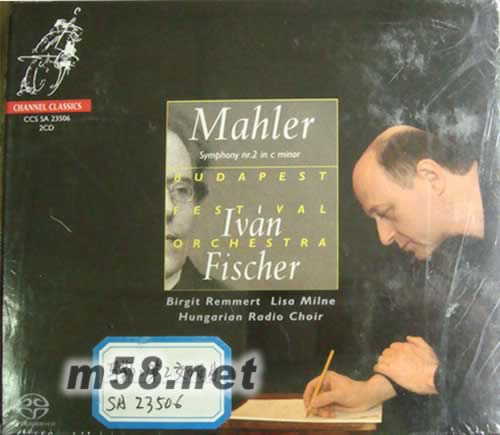 CHANNEL CLASSICS
CCS SA 23506
2CD
Mahler
Symphony nr.2 in c minor
BUDAPEST
FESTIVAL
Iván
ORCHESTRA
Fischer
Birgit Remmert Lisa Milne
Hungarian Radio Choir
m58.net
SA 23506